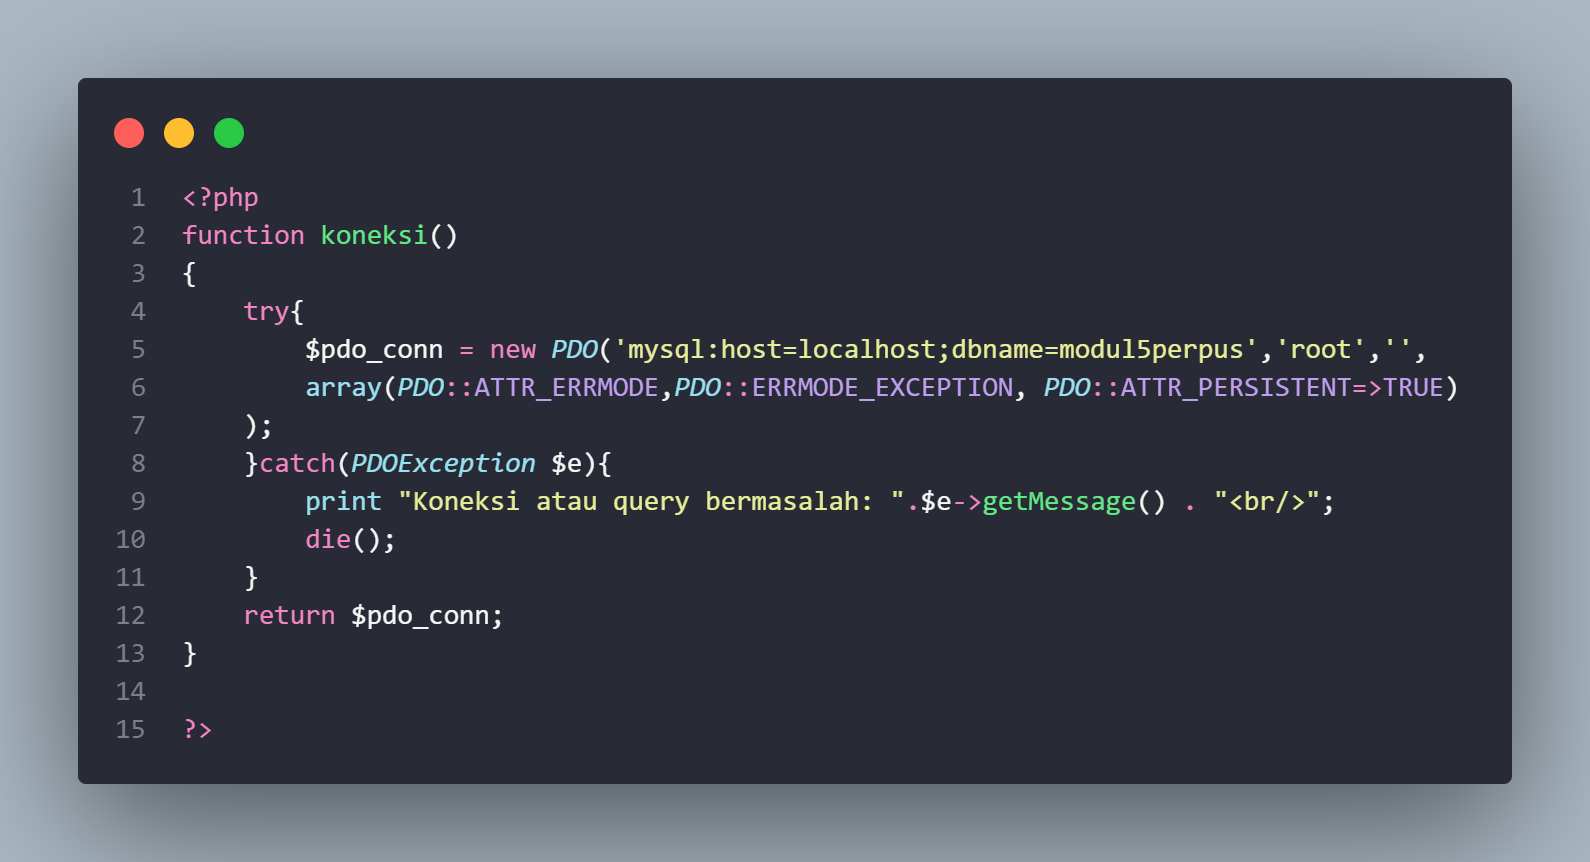 1 <?php
2 function koneksi()
3 {
4     try{
5         $pdo_conn = new PDO('mysql:host=localhost;dbname=modul5perpus','root','',
6         array(PDO::ATTR_ERRMODE,PDO::ERRMODE_EXCEPTION, PDO::ATTR_PERSISTENT=>TRUE)
7     );
8     }catch(PDOException $e){
9         print "Koneksi atau query bermasalah: ".$e->getMessage() . "<br/>";
10         die();
11     }
12     return $pdo_conn;
13 }
14
15 ?>